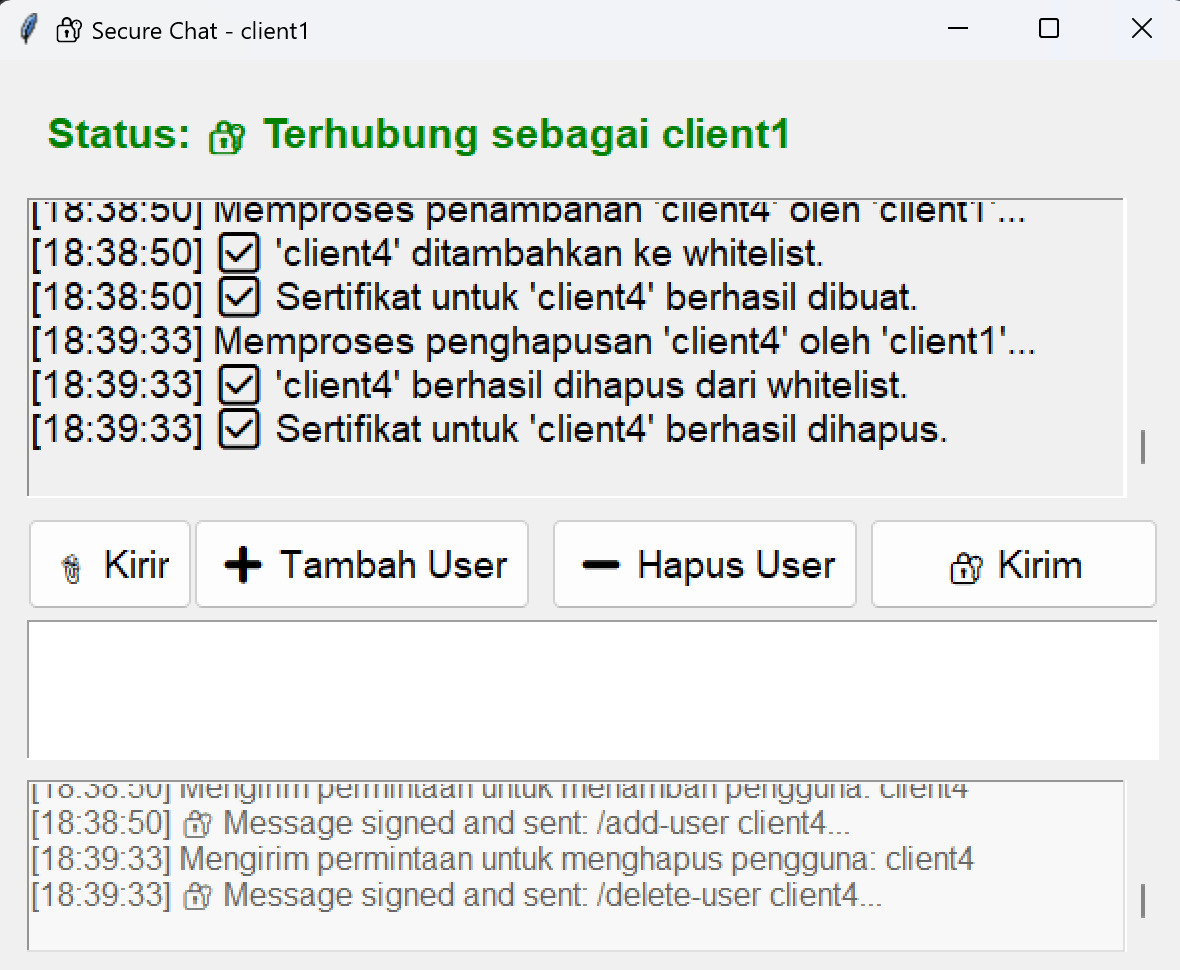 🔐 Secure Chat - client1
Status: 🔐 Terhubung sebagai client1
[18:38:50] Memproses penambahan 'client4' oleh 'client1'...
[18:38:50] ☑ 'client4' ditambahkan ke whitelist.
[18:38:50] ☑ Sertifikat untuk 'client4' berhasil dibuat.
[18:39:33] Memproses penghapusan 'client4' oleh 'client1'...
[18:39:33] ☑ 'client4' berhasil dihapus dari whitelist.
[18:39:33] ☑ Sertifikat untuk 'client4' berhasil dihapus.
📎 Kirir
➕ Tambah User
➖ Hapus User
🔐 Kirim
[18:38:50] Mengirim permintaan untuk menambah pengguna: client4
[18:38:50] 🔐 Message signed and sent: /add-user client4...
[18:39:33] Mengirim permintaan untuk menghapus pengguna: client4
[18:39:33] 🔐 Message signed and sent: /delete-user client4...